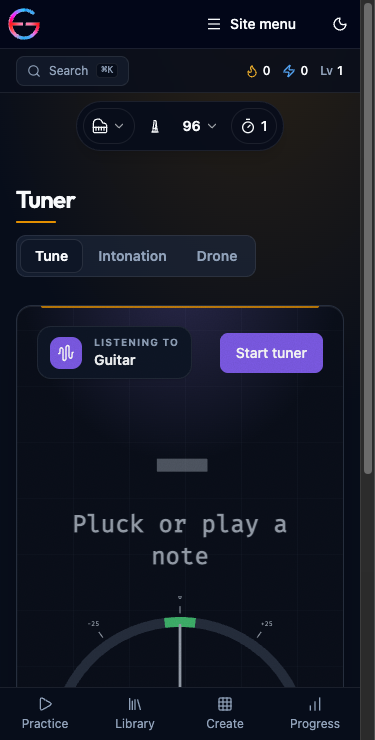 Site menu
Search ⌘K 0 0 Lv 1
96 1
Tuner
Tune Intonation Drone
LISTENING TO
Guitar
Start tuner
Pluck or play a
note
0
-25 +25
Practice Library Create Progress